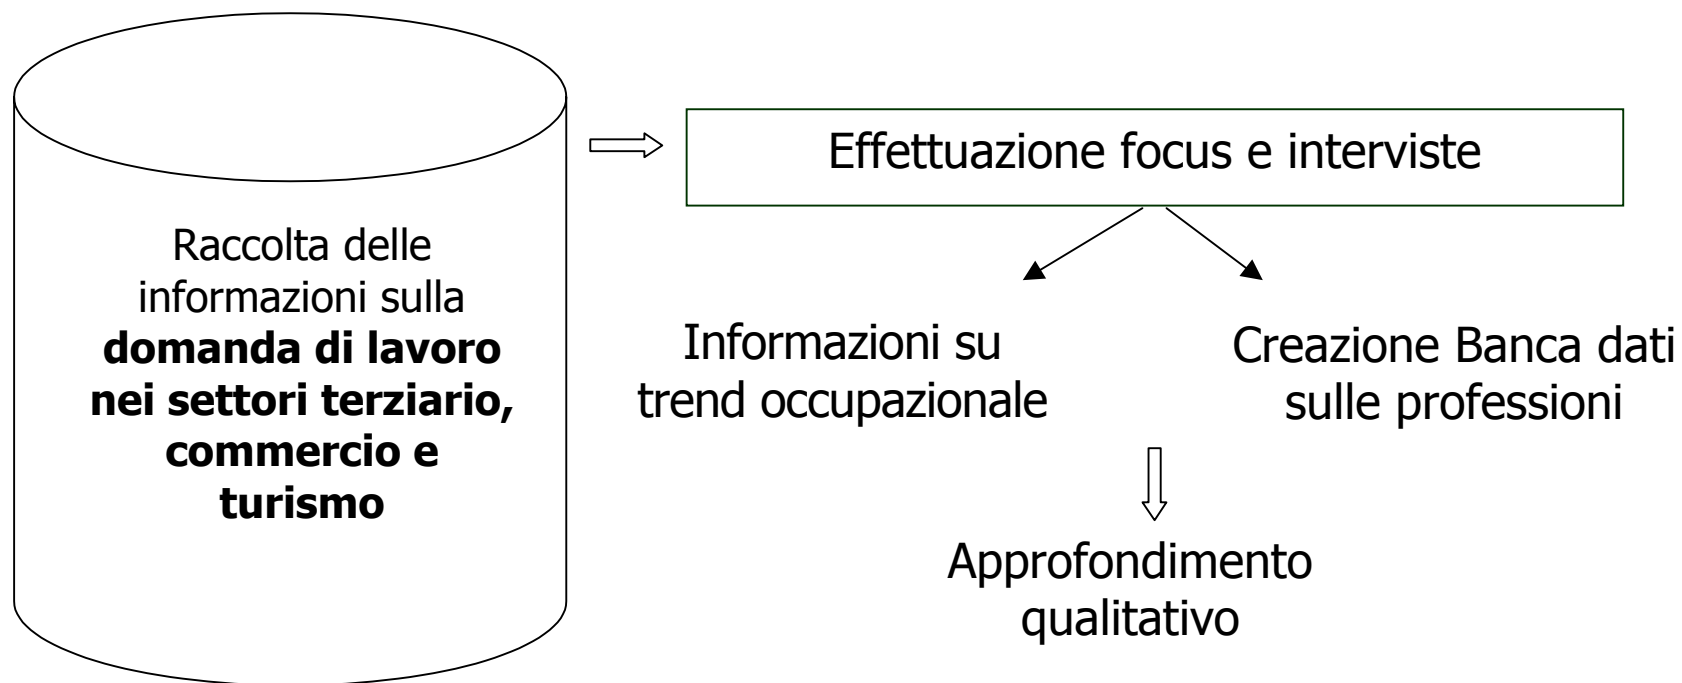 Raccolta delle
informazioni sulla
domanda di lavoro
nei settori terziario,
commercio e
turismo
Effettuazione focus e interviste
Informazioni su
trend occupazionale
Creazione Banca dati
sulle professioni
Approfondimento
qualitativo